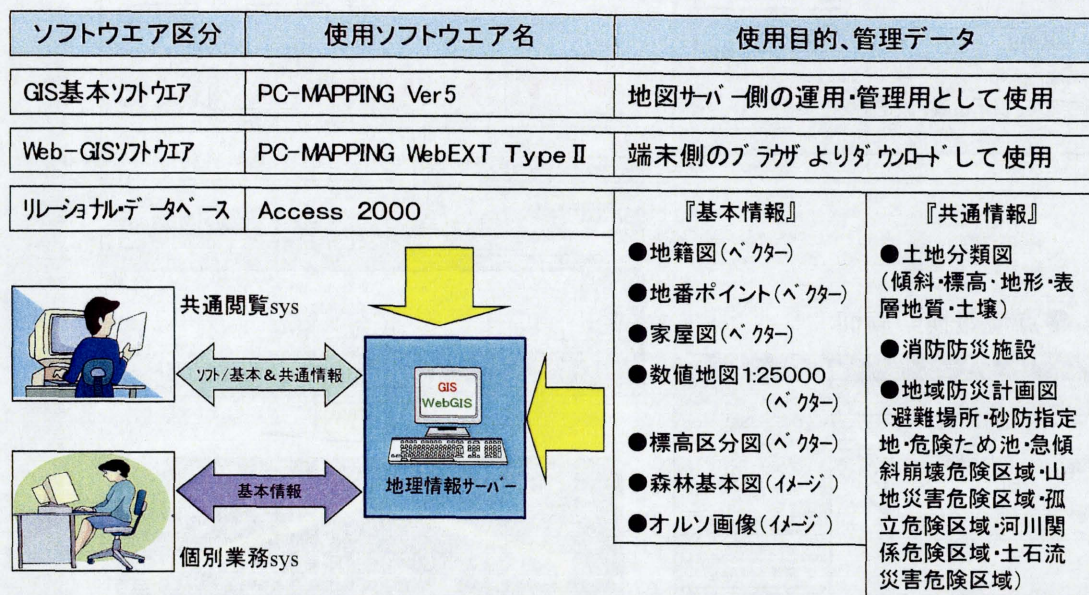 ソフトウエア区分 使用ソフトウエア名 使用目的、管理データ
GIS基本ソフトウエア PC-MAPPING Ver5 地図サーバー側の運用・管理用として使用
Web-GISソフトウエア PC-MAPPING WebEXT TypeⅡ 端末側のブラウザよりダウンロードして使用
リレーショナル・データベース Access 2000
『基本情報』
●地籍図(ベクター)
●地番ポイント(ベクター)
●家屋図(ベクター)
●数値地図1:25000
(ベクター)
●標高区分図(ベクター)
●森林基本図(イメージ)
●オルソ画像(イメージ)
『共通情報』
●土地分類図
(傾斜・標高・地形・表
層地質・土壌)
●消防防災施設
●地域防災計画図
(避難場所・砂防指定
地・危険ため池・急傾
斜崩壊危険区域・山
地災害危険区域・孤
立危険区域・河川関
係危険区域・土石流
災害危険区域)
共通閲覧sys
ソフト/基本&共通情報
GIS
WebGIS
地理情報サーバー
基本情報
個別業務sys